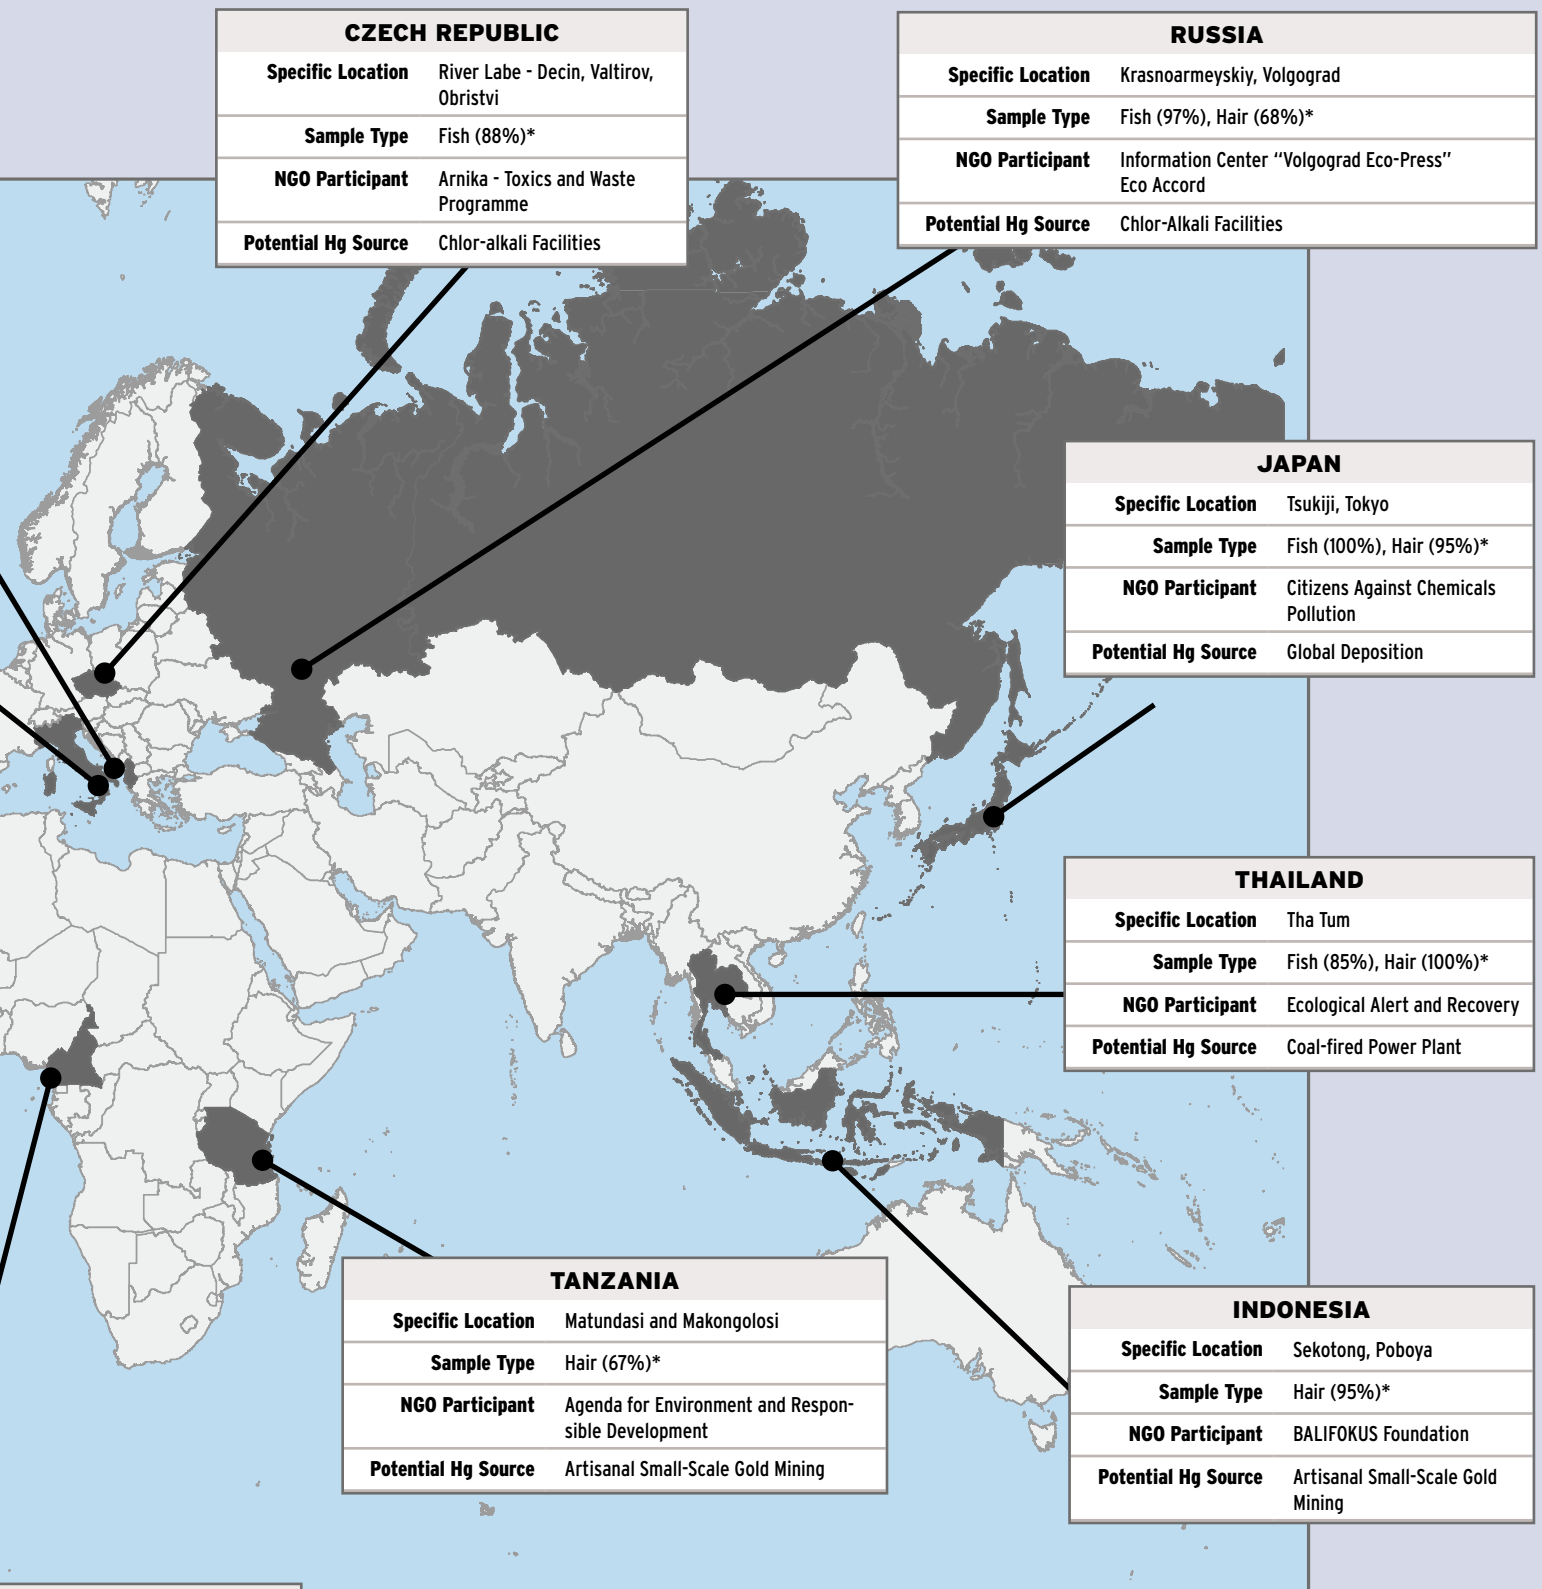 CZECH REPUBLIC
Specific Location River Labe - Decin, Valtirov,
Obristvi
Sample Type Fish (88%)*
NGO Participant Arnika - Toxics and Waste
Programme
Potential Hg Source Chlor-alkali Facilities
RUSSIA
Specific Location Krasnoarmeyskiy, Volgograd
Sample Type Fish (97%), Hair (68%)*
NGO Participant Information Center “Volgograd Eco-Press”
Eco Accord
Potential Hg Source Chlor-Alkali Facilities
JAPAN
Specific Location Tsukiji, Tokyo
Sample Type Fish (100%), Hair (95%)*
NGO Participant Citizens Against Chemicals
Pollution
Potential Hg Source Global Deposition
THAILAND
Specific Location Tha Tum
Sample Type Fish (85%), Hair (100%)*
NGO Participant Ecological Alert and Recovery
Potential Hg Source Coal-fired Power Plant
TANZANIA
Specific Location Matundasi and Makongolosi
Sample Type Hair (67%)*
NGO Participant Agenda for Environment and Respon-
sible Development
Potential Hg Source Artisanal Small-Scale Gold Mining
INDONESIA
Specific Location Sekotong, Poboya
Sample Type Hair (95%)*
NGO Participant BALIFOKUS Foundation
Potential Hg Source Artisanal Small-Scale Gold
Mining